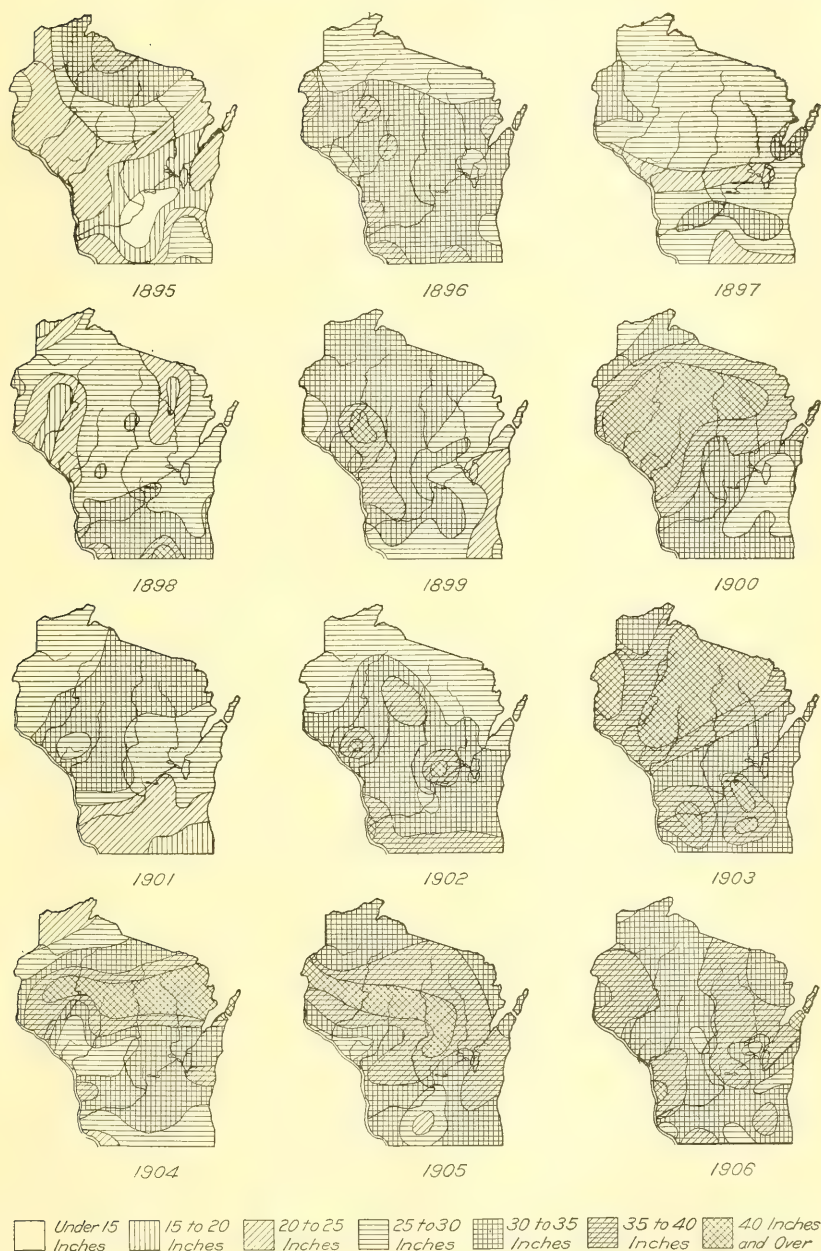 1895 1896 1897
1898 1899 1900
1901 1902 1903
1904 1905 1906
Under 15 15 to 20 20 to 25 25 to 30 30 to 35 35 to 40 40 Inches
Inches Inches Inches Inches Inches Inches and Over